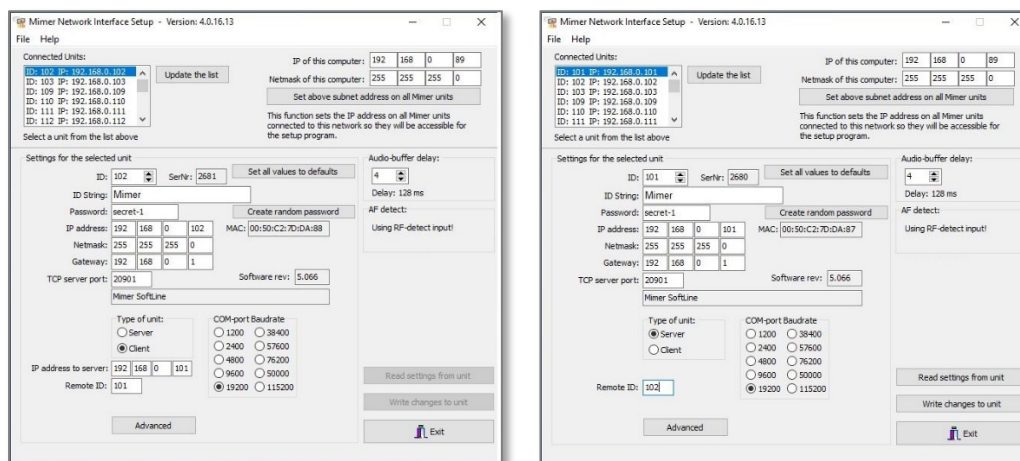 Mimer Network Interface Setup - Version: 4.0.16.13
File Help
Connected Units:
ID: 102 IP: 192.168.0.102
ID: 103 IP: 192.168.0.103
ID: 109 IP: 192.168.0.109
ID: 110 IP: 192.168.0.110
ID: 111 IP: 192.168.0.111
ID: 112 IP: 192.168.0.112
Select a unit from the list above
Update the list
IP of this computer: 192 168 0 89
Netmask of this computer: 255 255 255 0
Set above subnet address on all Mimer units
This function sets the IP address on all Mimer units
connected to this network so they will be accessible for
the setup program.
Settings for the selected unit
ID: 102 SerNr: 2681 Set all values to defaults
ID String: Mimer
Password: secret-1 Create random password
IP address: 192 168 0 102 MAC: 00:50:C2:7D:DA:88
Netmask: 255 255 255 0
Gateway: 192 168 0 1
TCP server port: 20901 Software rev: 5.066
Mimer SoftLine
Type of unit:
Server
Client
COM-port Baudrate
1200 38400
2400 57600
4800 76200
9600 50000
19200 115200
IP address to server: 192 168 0 101
Remote ID: 101
Advanced
Audio-buffer delay:
4
Delay: 128 ms
AF detect:
Using RF-detect input!
Read settings from unit
Write changes to unit
Exit
Mimer Network Interface Setup - Version: 4.0.16.13
File Help
Connected Units:
ID: 101 IP: 192.168.0.101
ID: 102 IP: 192.168.0.102
ID: 103 IP: 192.168.0.103
ID: 109 IP: 192.168.0.109
ID: 110 IP: 192.168.0.110
ID: 111 IP: 192.168.0.111
Select a unit from the list above
Update the list
IP of this computer: 192 168 0 89
Netmask of this computer: 255 255 255 0
Set above subnet address on all Mimer units
This function sets the IP address on all Mimer units
connected to this network so they will be accessible for
the setup program.
Settings for the selected unit
ID: 101 SerNr: 2680 Set all values to defaults
ID String: Mimer
Password: secret-1 Create random password
IP address: 192 168 0 101 MAC: 00:50:C2:7D:DA:87
Netmask: 255 255 255 0
Gateway: 192 168 0 1
TCP server port: 20901 Software rev: 5.066
Mimer SoftLine
Type of unit:
Server
Client
COM-port Baudrate
1200 38400
2400 57600
4800 76200
9600 50000
19200 115200
Remote ID: 102
Advanced
Audio-buffer delay:
4
Delay: 128 ms
AF detect:
Using RF-detect input!
Read settings from unit
Write changes to unit
Exit